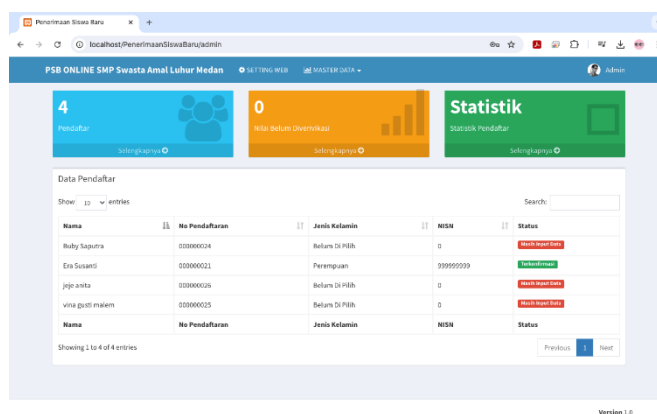 Penerimaan Siswa Baru
localhost/PenerimaanSiswaBaru/admin
PSB ONLINE SMP Swasta Amal Luhur Medan SETTING WEB MASTER DATA Admin
4
Pendaftar
Selengkapnya
0
Nilai Belum Diverivikasi
Selengkapnya
Statistik
Statistik Pendaftar
Selengkapnya
Data Pendaftar
Show 10 entries Search:
Nama No Pendaftaran Jenis Kelamin NISN Status
Buby Saputra 000000024 Belum Di Pilih 0 Masih Input Data
Era Susanti 000000021 Perempuan 999999999 Terkonfirmasi
jeje anita 000000026 Belum Di Pilih 0 Masih Input Data
vina gusti malem 000000025 Belum Di Pilih 0 Masih Input Data
Nama No Pendaftaran Jenis Kelamin NISN Status
Showing 1 to 4 of 4 entries Previous 1 Next
Version 1.0